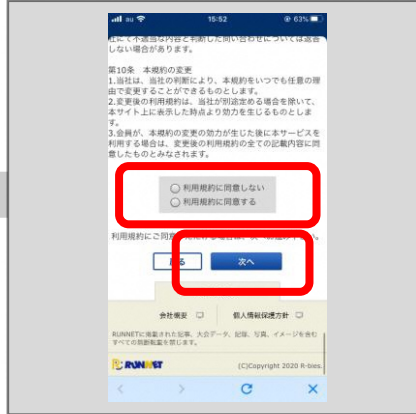 au 15:52 63%
社にて不適当な内容と判断した問い合わせについては返答
しない場合があります。
第10条 本規約の変更
1.当社は、当社の判断により、本規約をいつでも任意の理
由で変更することができるものとします。
2.変更後の利用規約は、当社が別途定める場合を除いて、
本サイト上に表示した時点より効力を生じるものとしま
す。
3.会員が、本規約の変更の効力が生じた後に本サービスを
利用する場合は、変更後の利用規約の全ての記載内容に同
意したものとみなされます。
利用規約に同意しない
利用規約に同意する
利用規約にご同意
い。
戻る 次へ
会社概要 個人情報保護方針
RUNNETに掲載された記事、大会データ、記録、写真、イメージを含む
すべての無断転載を禁じます。
RUNNET (C)Copyright 2020 R-bies.